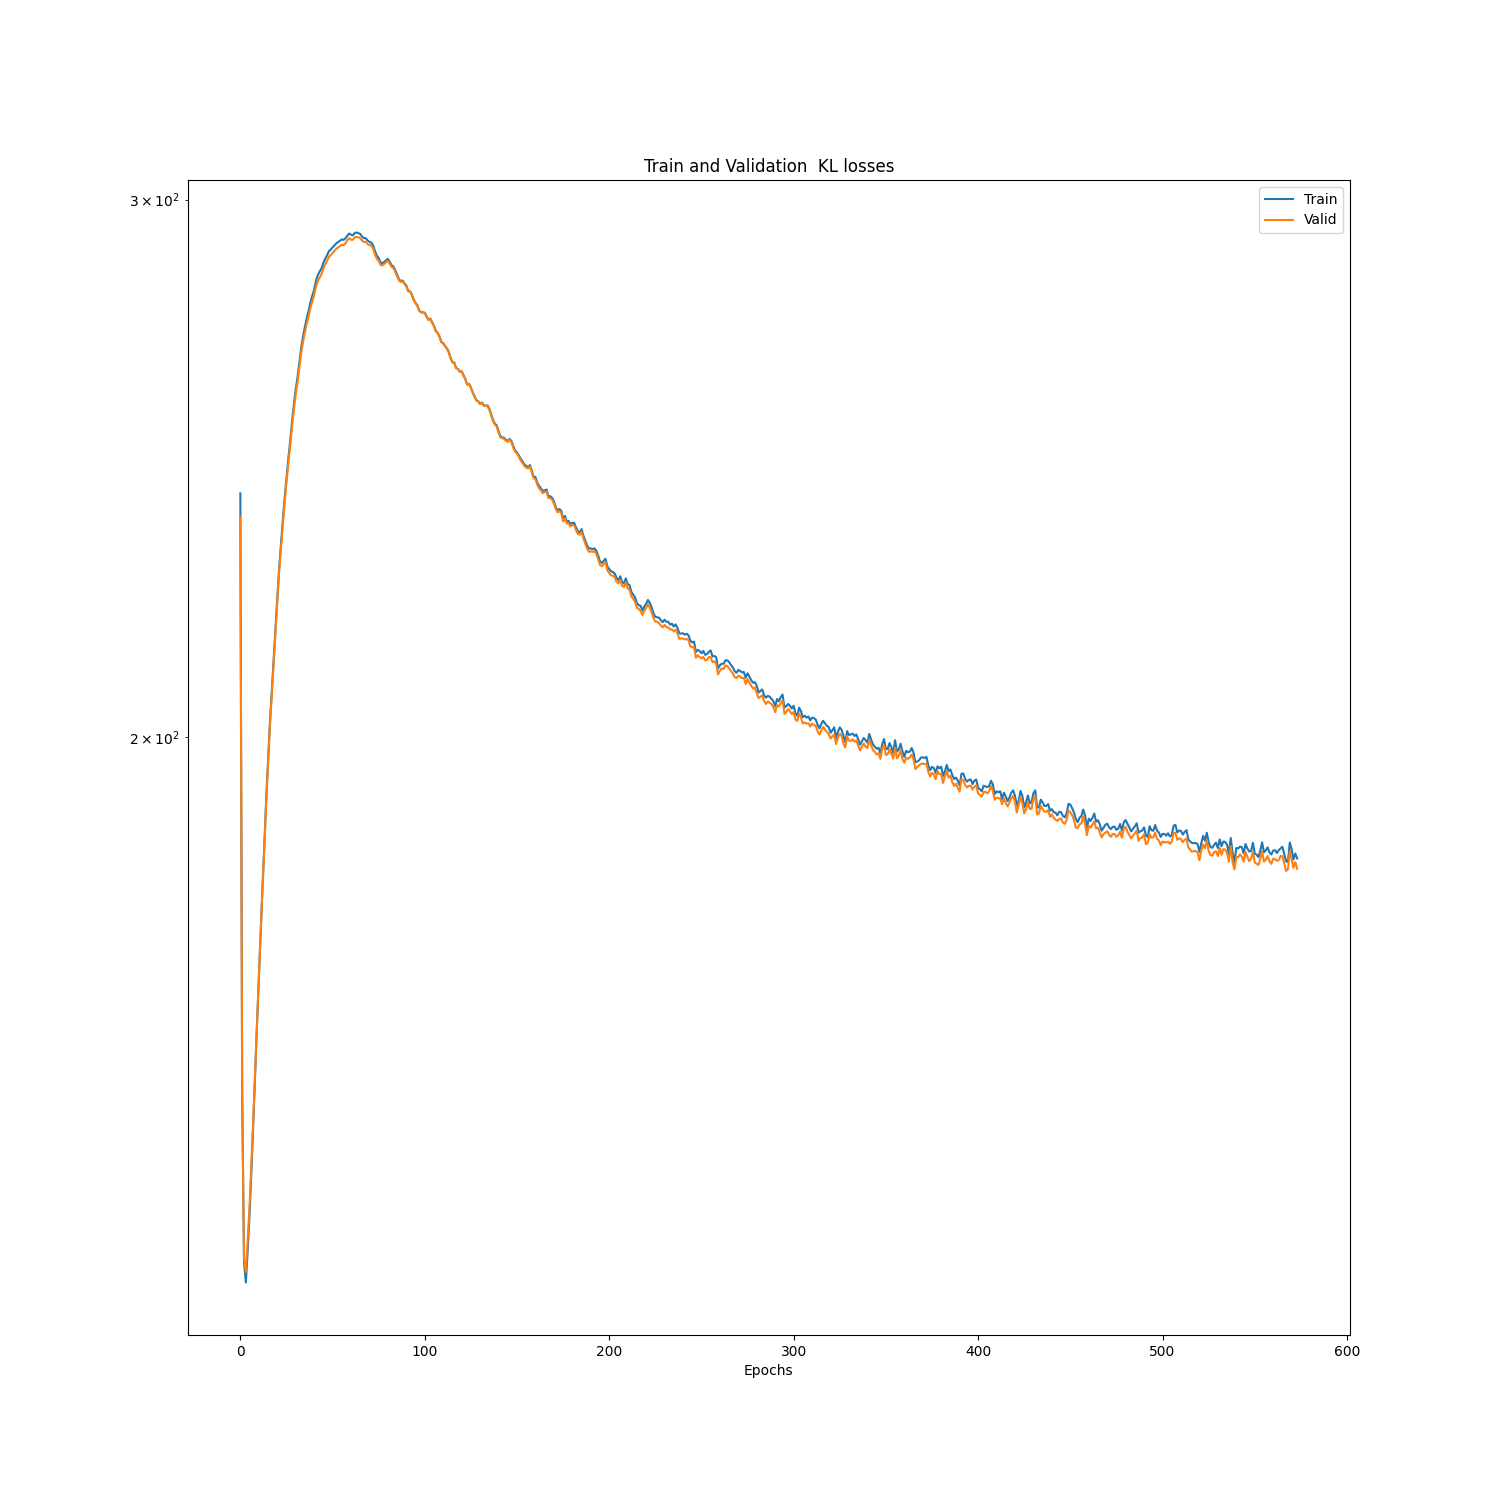 Train and Validation  KL losses
3 × 10²
Train
Valid
2 × 10²
0 100 200 300 400 500 600
Epochs